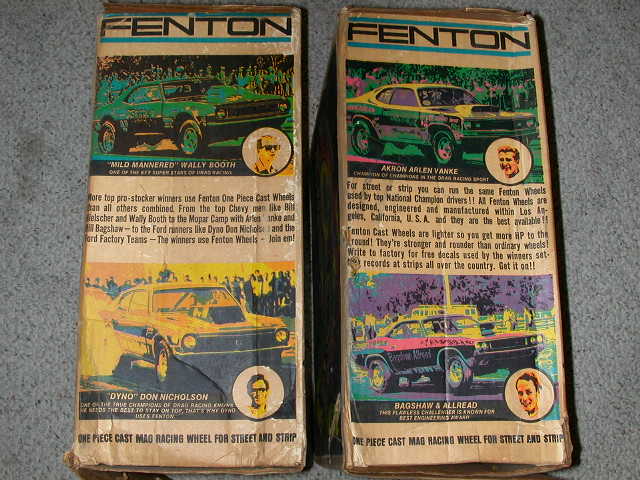 FENTON
"MILD MANNERED" WALLY BOOTH
ONE OF THE KEY SUPER STARS OF DRAG RACING
More top pro-stocker winners use Fenton One Piece Cast Wheels
than all others combined. From the top Chevy men like Bill
Hielscher and Wally Booth to the Mopar Camp with Arlen Vanke and
Bill Bagshaw — to the Ford runners like Dyno Don Nicholson and the
Ford Factory Teams — The winners use Fenton Wheels - Join em!
"DYNO" DON NICHOLSON
ONE OF THE TRUE CHAMPIONS OF DRAG RACING KNOWS
HE NEEDS THE BEST TO STAY ON TOP, THAT'S WHY DYNO
USES FENTON.
ONE PIECE CAST MAG RACING WHEEL FOR STREET AND STRIP
FENTON
AKRON ARLEN VANKE
CHAMPION OF CHAMPIONS IN THE DRAG RACING SPORT
For street or strip you can run the same Fenton Wheels
used by top National Champion drivers!! All Fenton Wheels are
designed, engineered and manufactured within Los An-
geles, California, U.S.A. and they are the best available!!
Fenton Cast Wheels are lighter so you get more HP to the
ground! They're stronger and rounder than ordinary wheels!
Write to factory for free decals used by the winners set-
records at strips all over the country. Get it on!!
Bagshaw Allread
BAGSHAW & ALLREAD
THIS FLAWLESS CHALLENGER IS KNOWN FOR
BEST ENGINEERING AWARD
ONE PIECE CAST MAG RACING WHEEL FOR STREET AND STRIP